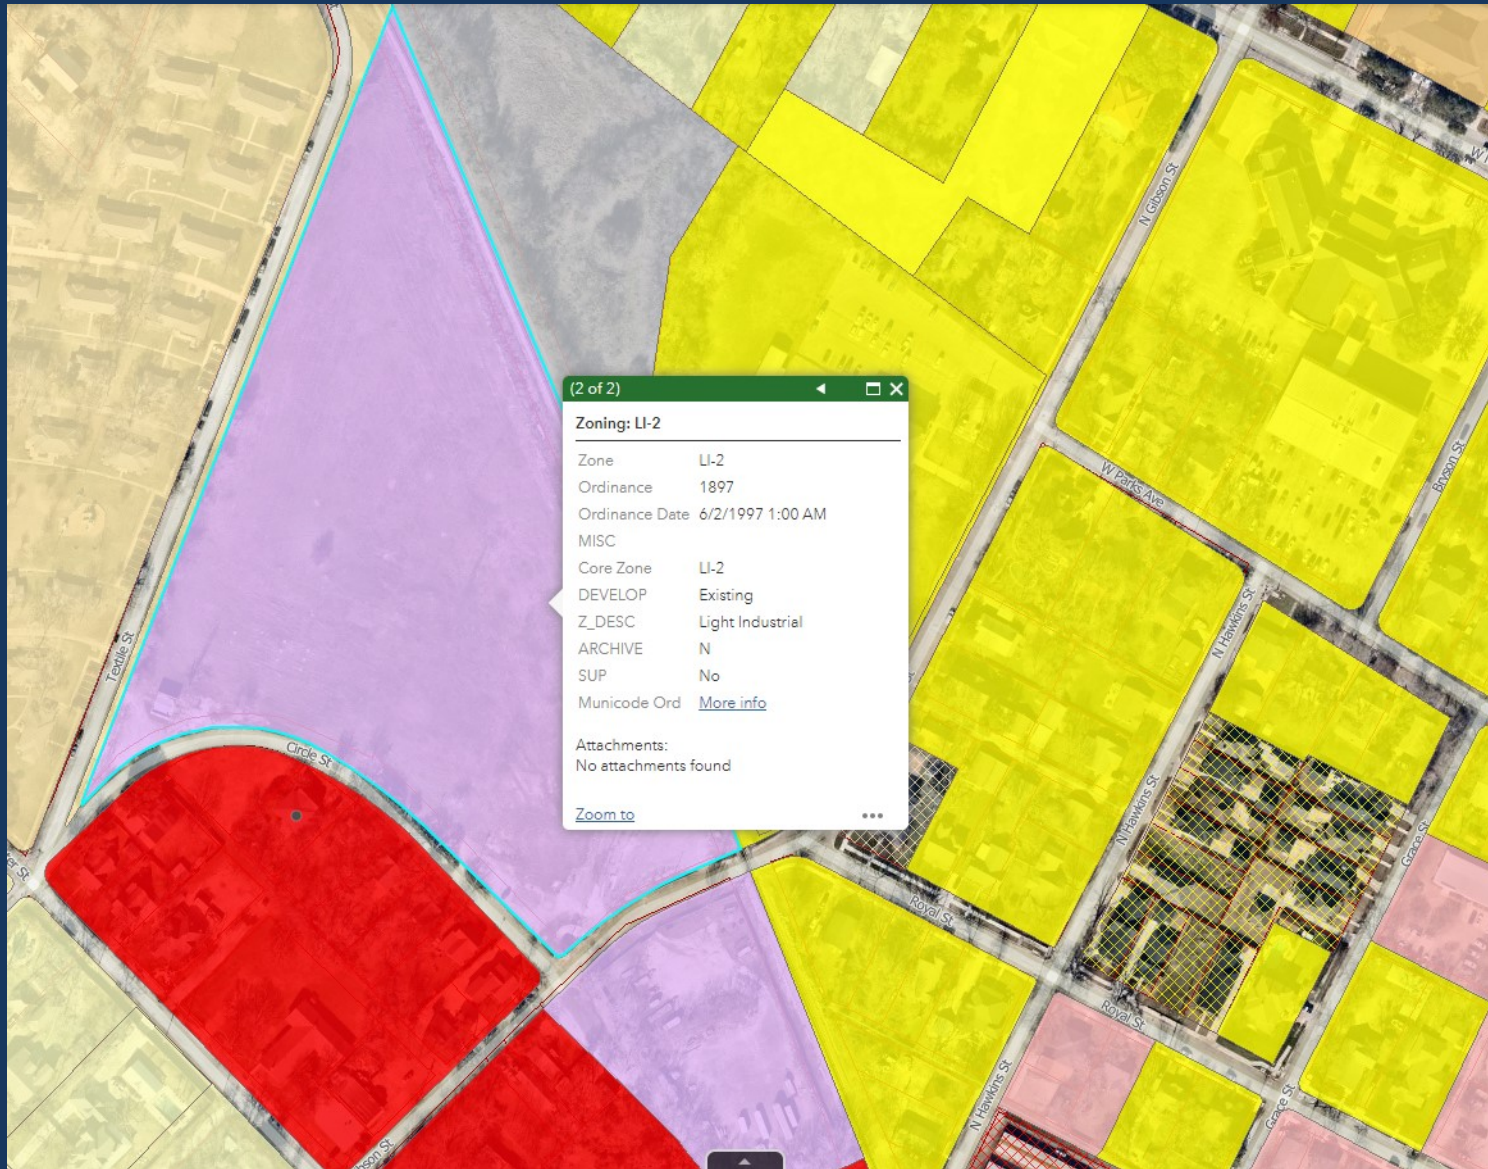 N Gibson St
W Parks Ave
Bryson St
(2 of 2)
Zoning: LI-2
Zone LI-2
Ordinance 1897
Ordinance Date 6/2/1997 1:00 AM
MISC
Core Zone LI-2
DEVELOP Existing
Z_DESC Light Industrial
ARCHIVE N
SUP No
Municode Ord More info
Attachments:
No attachments found
Zoom to
Textile St
Circle St
N Hawkins St
N Hawkins St
Grace St
Royal St
Royal St
N Hawkins St
Grace St